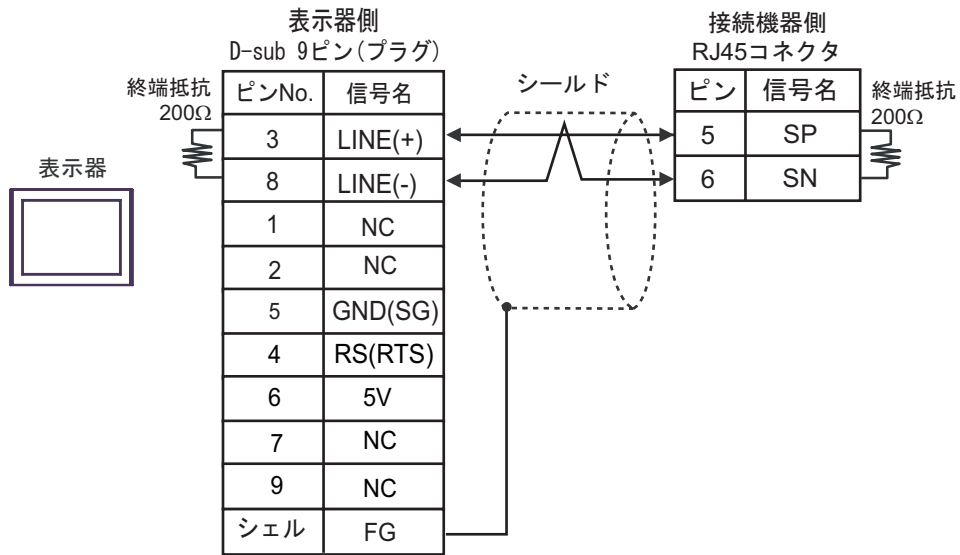 表示器側
D-sub 9ピン(プラグ)
接続機器側
RJ45コネクタ
終端抵抗
200Ω
ピンNo. 信号名
シールド
ピン 信号名
終端抵抗
200Ω
3 LINE(+)
5 SP
表示器
8 LINE(-)
6 SN
1 NC
2 NC
5 GND(SG)
4 RS(RTS)
6 5V
7 NC
9 NC
シェル FG